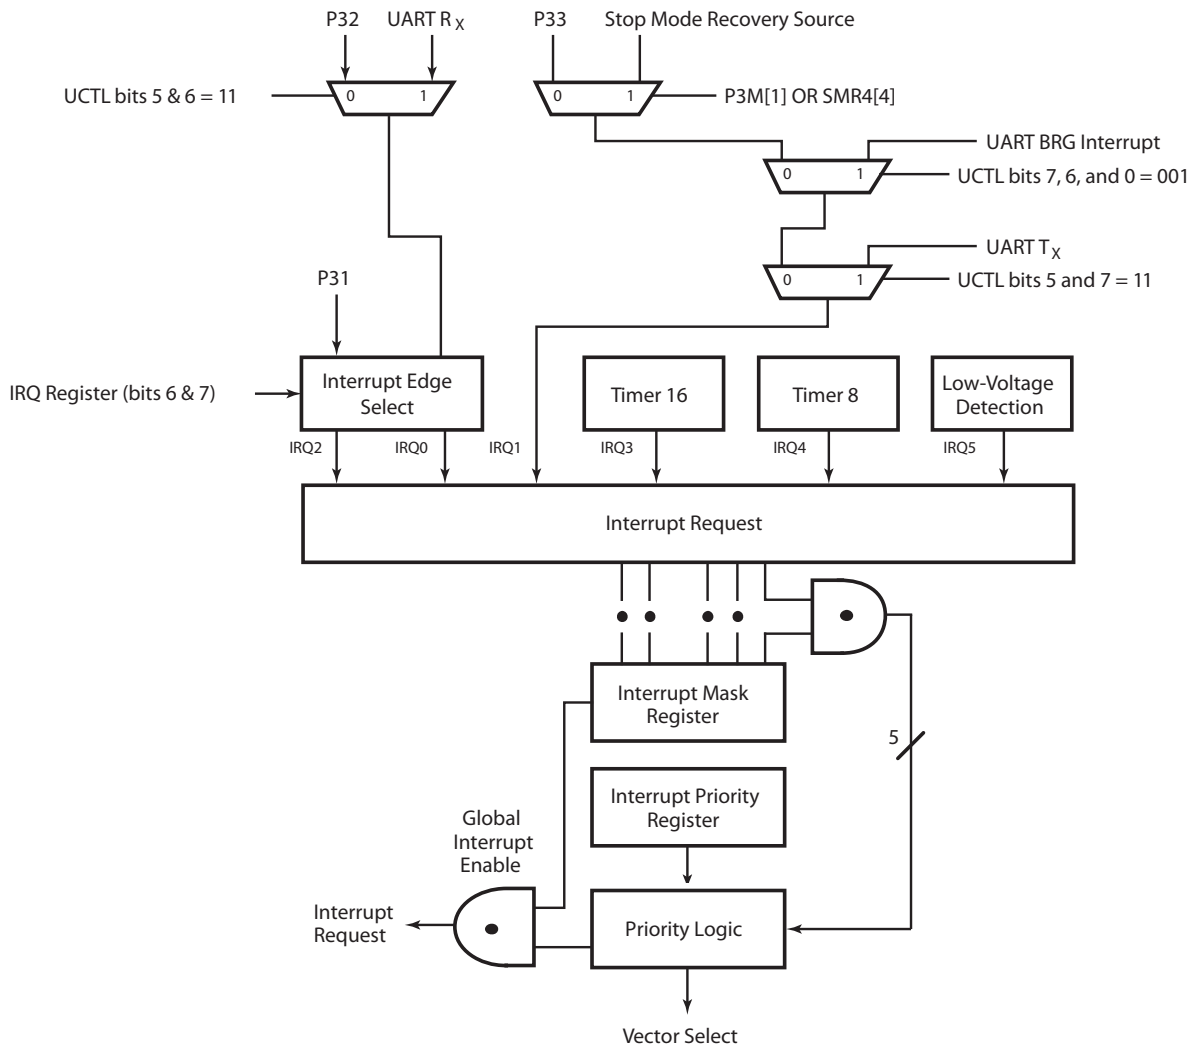 P32
UART R X
P33
Stop Mode Recovery Source
UCTL bits 5 & 6 = 11
0
1
0
1
P3M[1] OR SMR4[4]
UART BRG Interrupt
0
1
UCTL bits 7, 6, and 0 = 001
UART T X
0
1
UCTL bits 5 and 7 = 11
P31
IRQ Register (bits 6 & 7)
Interrupt Edge
Select
Timer 16
Timer 8
Low-Voltage
Detection
IRQ2
IRQ0
IRQ1
IRQ3
IRQ4
IRQ5
Interrupt Request
Interrupt Mask
Register
5
Interrupt Priority
Register
Global
Interrupt
Enable
Interrupt
Request
Priority Logic
Vector Select